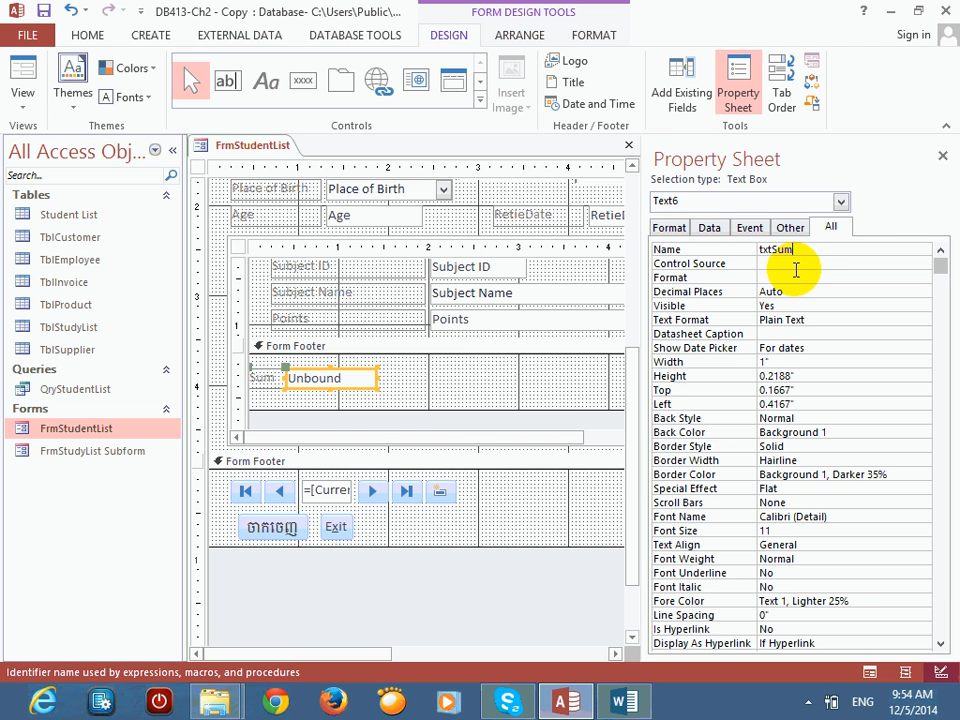 DB413-Ch2 - Copy : Database- C:\Users\Public\...
FORM DESIGN TOOLS
FILE
HOME
CREATE
EXTERNAL DATA
DATABASE TOOLS
DESIGN
ARRANGE
FORMAT
Sign in
View
Themes
Colors
Fonts
Aa
xxxx
Insert
Image
Logo
Title
Date and Time
Add Existing
Fields
Property
Sheet
Tab
Order
Views
Themes
Controls
Header / Footer
Tools
All Access Obj...
Search...
Tables
Student List
TblCustomer
TblEmployee
TblInvoice
TblProduct
TblStudyList
TblSupplier
Queries
QryStudentList
Forms
FrmStudentList
FrmStudyList Subform
FrmStudentList
Place of Birth
Place of Birth
Age
Age
RetieDate
RetieD
Subject ID
Subject ID
Subject Name
Subject Name
Points
Points
Form Footer
Sum
Unbound
Form Footer
=[Currer
ចាកចេញ
Exit
Property Sheet
Selection type: Text Box
Text6
Format
Data
Event
Other
All
Name txtSum
Control Source
Format
Decimal Places Auto
Visible Yes
Text Format Plain Text
Datasheet Caption
Show Date Picker For dates
Width 1"
Height 0.2188"
Top 0.1667"
Left 0.4167"
Back Style Normal
Back Color Background 1
Border Style Solid
Border Width Hairline
Border Color Background 1, Darker 35%
Special Effect Flat
Scroll Bars None
Font Name Calibri (Detail)
Font Size 11
Text Align General
Font Weight Normal
Font Underline No
Font Italic No
Fore Color Text 1, Lighter 25%
Line Spacing 0"
Is Hyperlink No
Display As Hyperlink If Hyperlink
Identifier name used by expressions, macros, and procedures
ENG
9:54 AM
12/5/2014